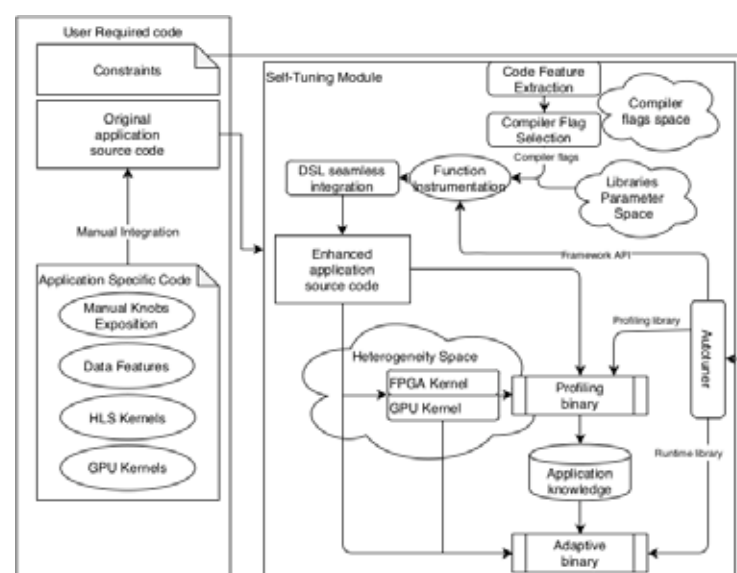 User Required code
Constraints
Original
application
source code
Manual Integration
Application Specific Code
Manual Knobs
Exposition
Data Features
HLS Kernels
GPU Kernels
Self-Tuning Module
Code Feature
Extraction
Compiler
flags space
Compiler Flag
Selection
Compiler flags
DSL seamless
integration
Function
Instrumentation
Libraries
Parameter
Space
Enhanced
application
source code
Framework API
Profiling library
Autotuner
Heterogeneity Space
FPGA Kernel
GPU Kernel
Profiling
binary
Runtime library
Application
knowledge
Adaptive
binary